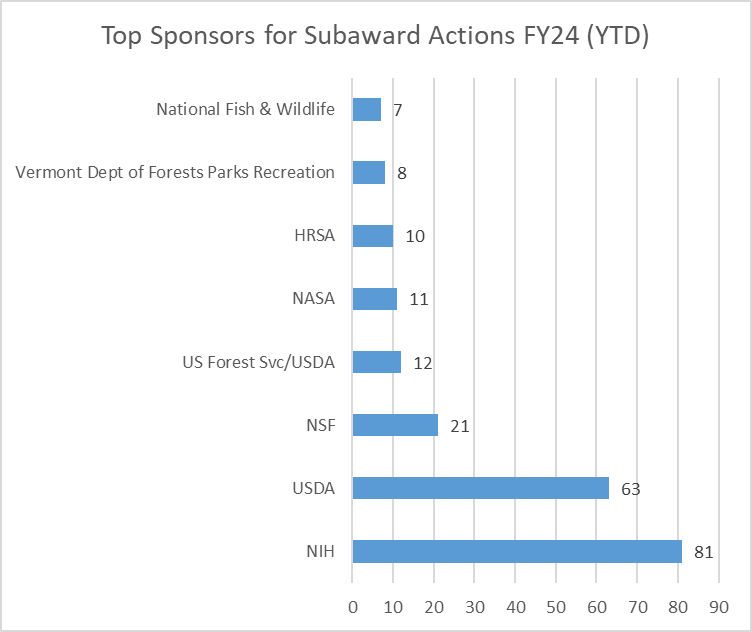 Top Sponsors for Subaward Actions FY24 (YTD)
National Fish & Wildlife 7
Vermont Dept of Forests Parks Recreation 8
HRSA 10
NASA 11
US Forest Svc/USDA 12
NSF 21
USDA 63
NIH 81
0 10 20 30 40 50 60 70 80 90